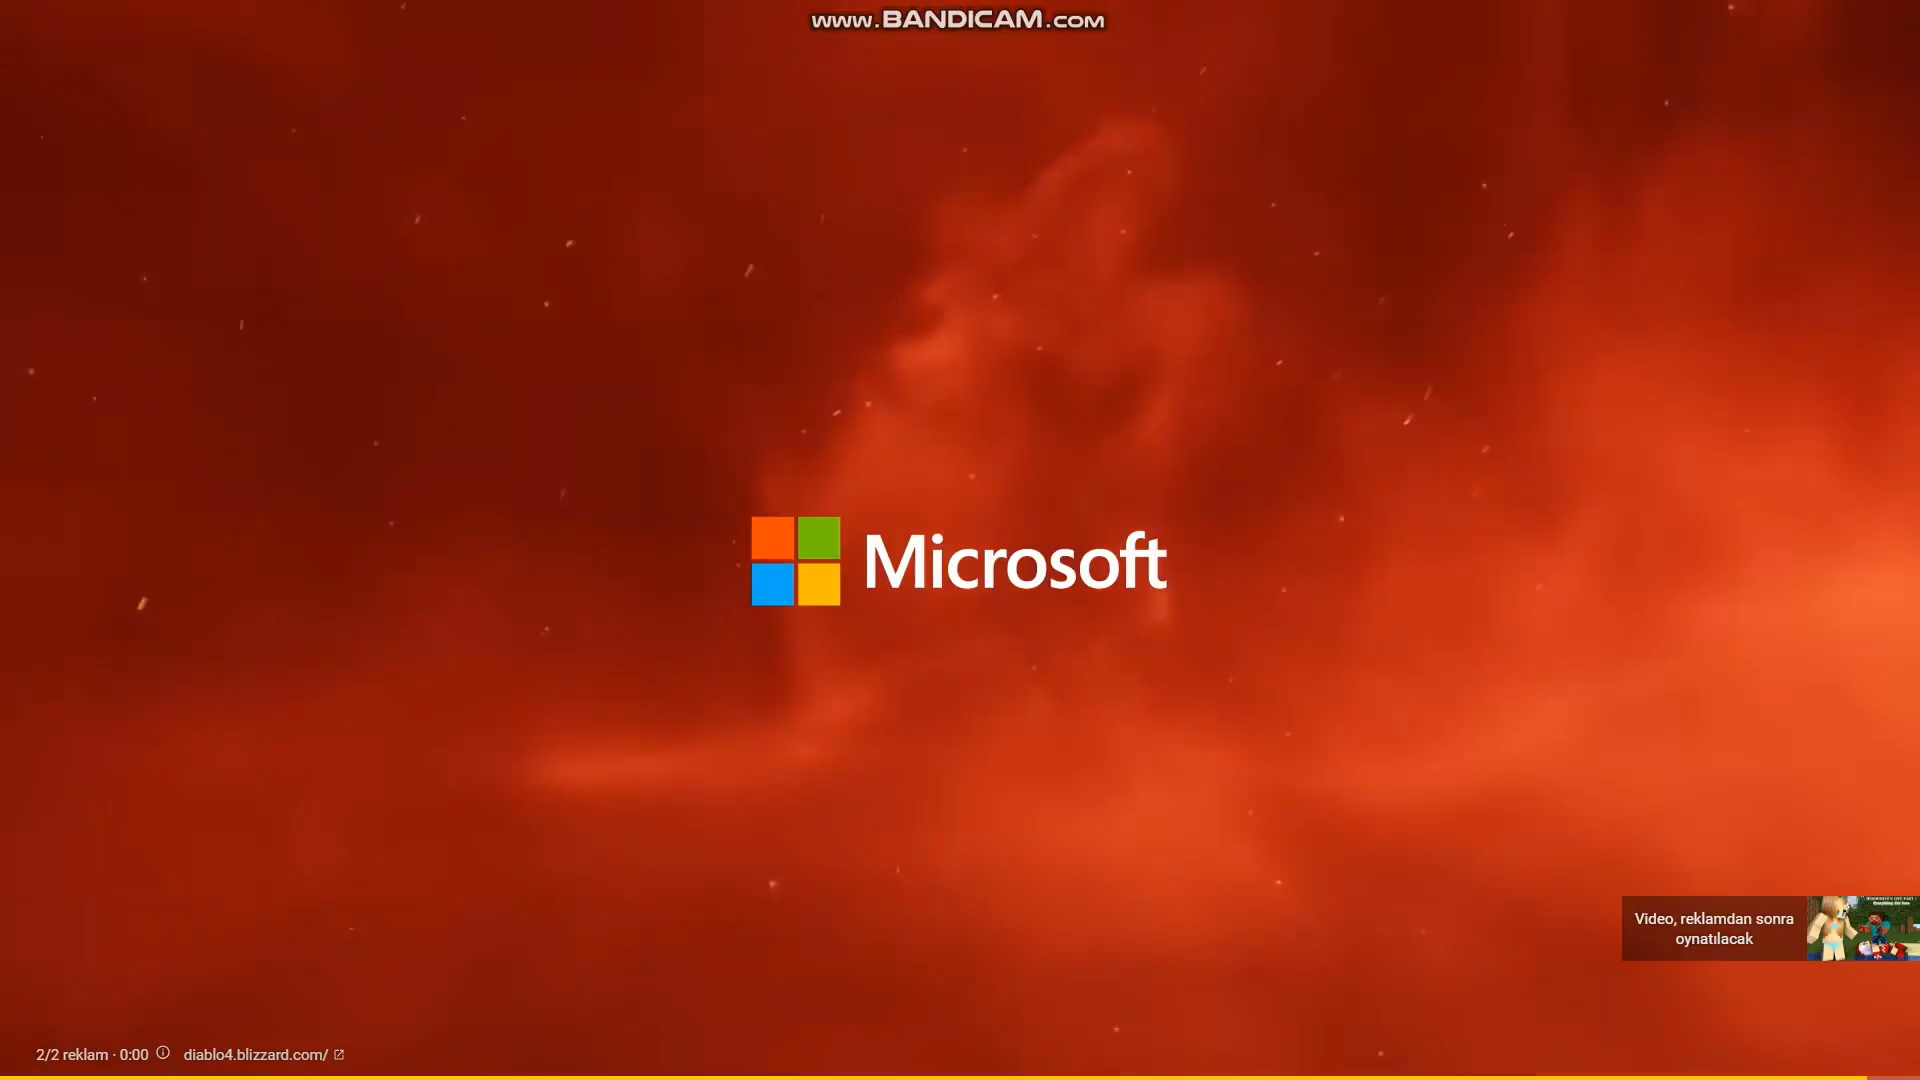 www.BANDICAM.com
Microsoft
Video, reklamdan sonra
oynatılacak
2/2 reklam · 0:00 diablo4.blizzard.com/